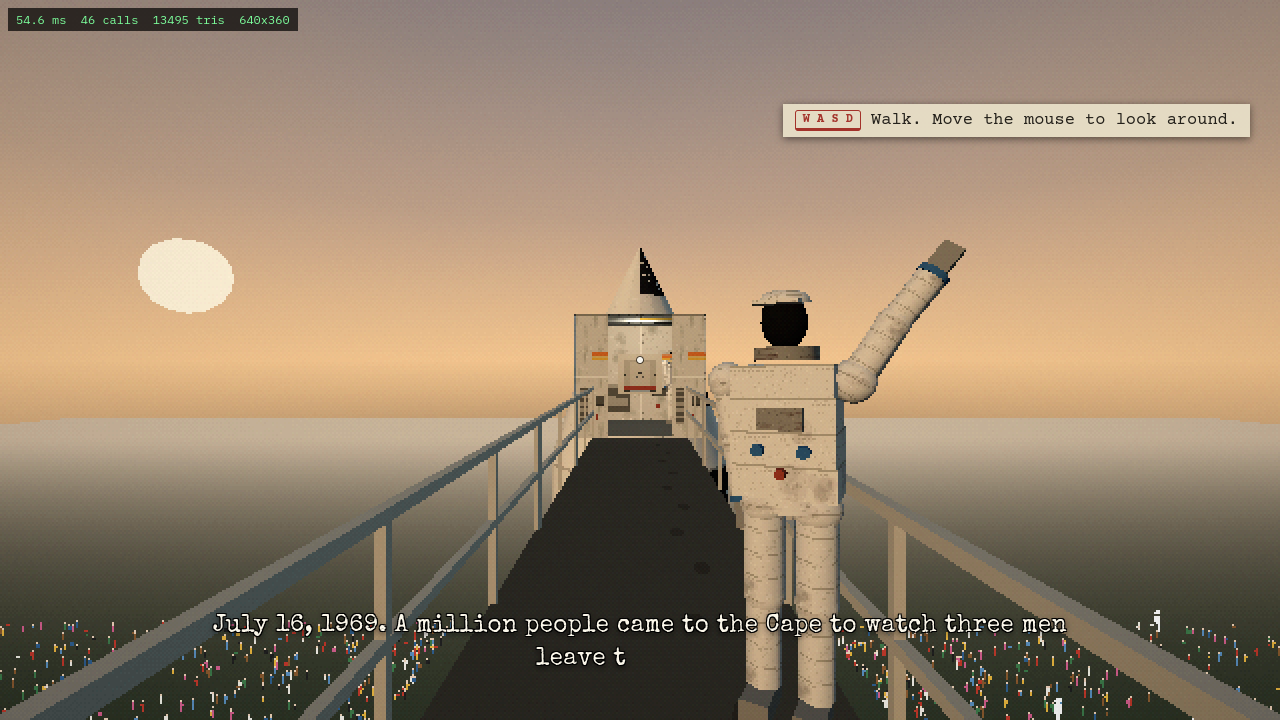 54.6 ms 46 calls 13495 tris 640x360
W A S D Walk. Move the mouse to look around.
July 16, 1969. A million people came to the Cape to watch three men
leave t